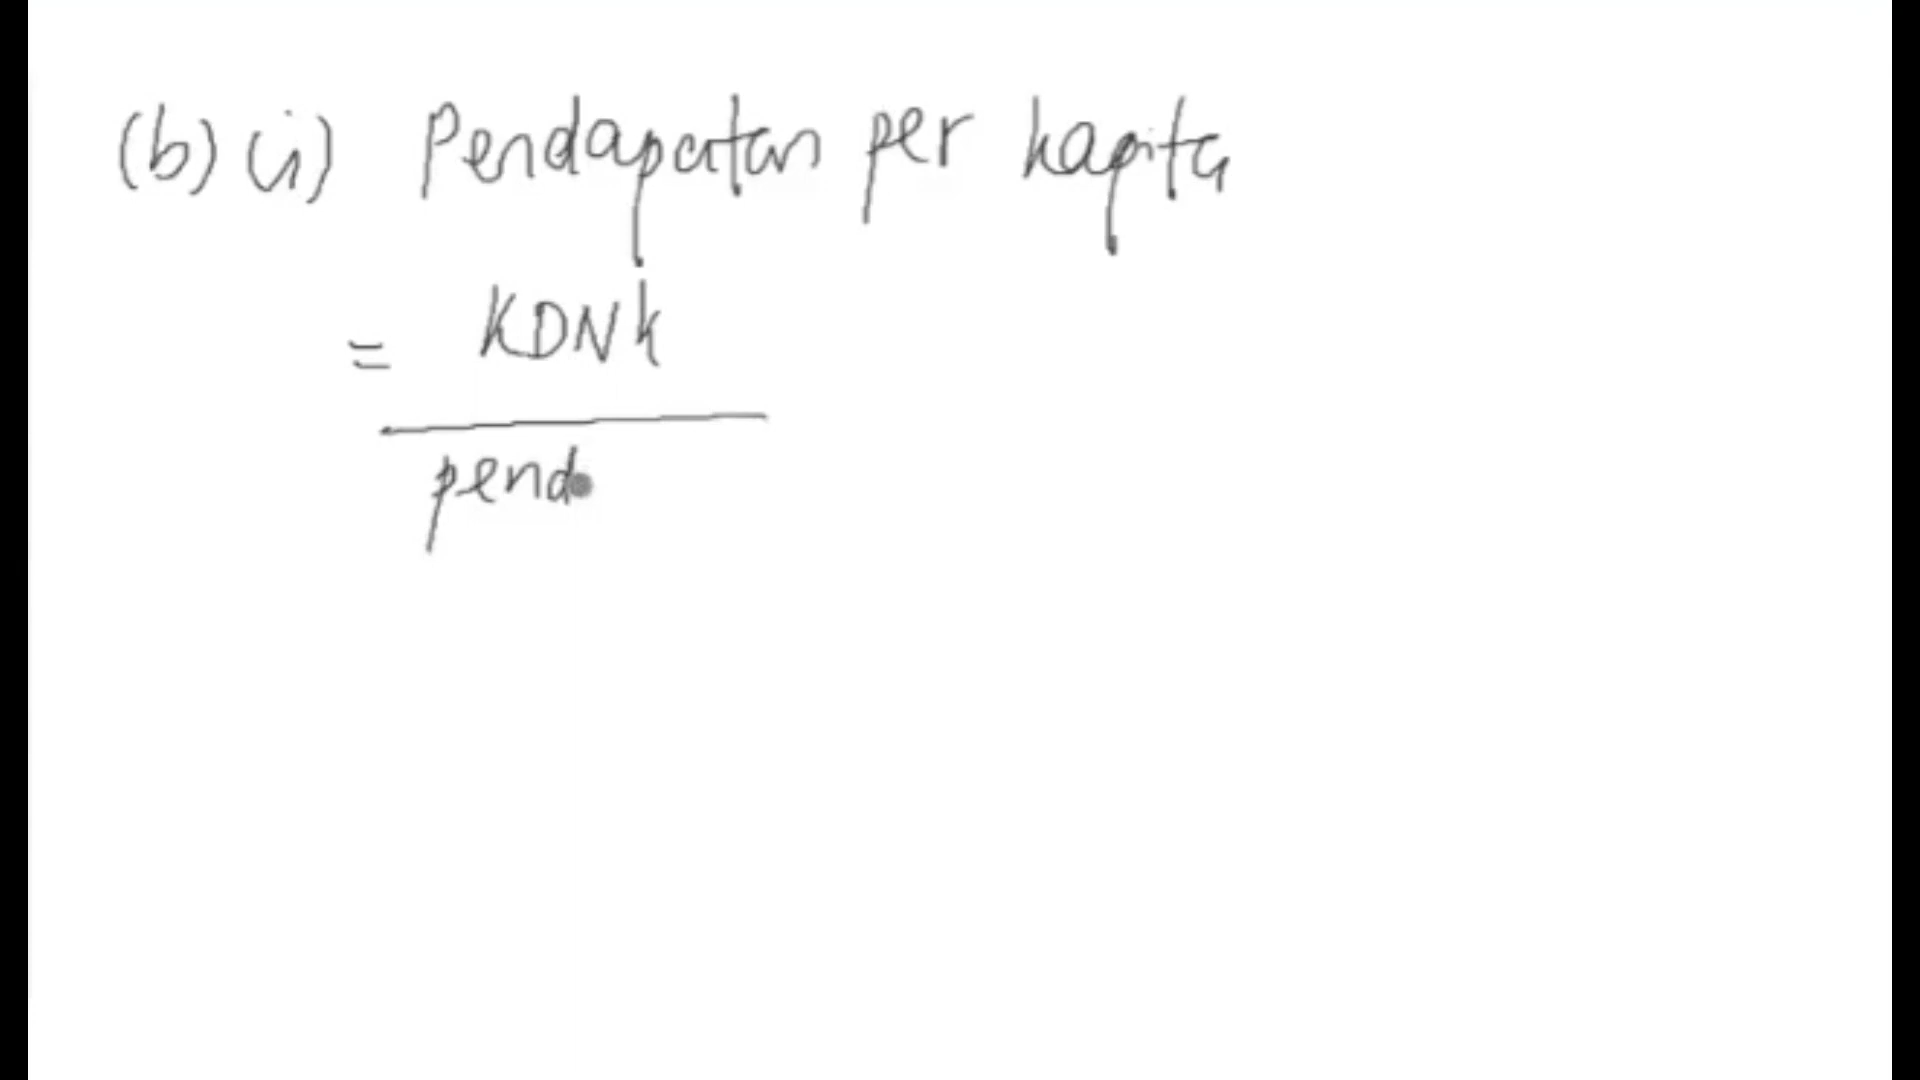 (b) (i) Pendapatan per kapita
= KDNK
pend